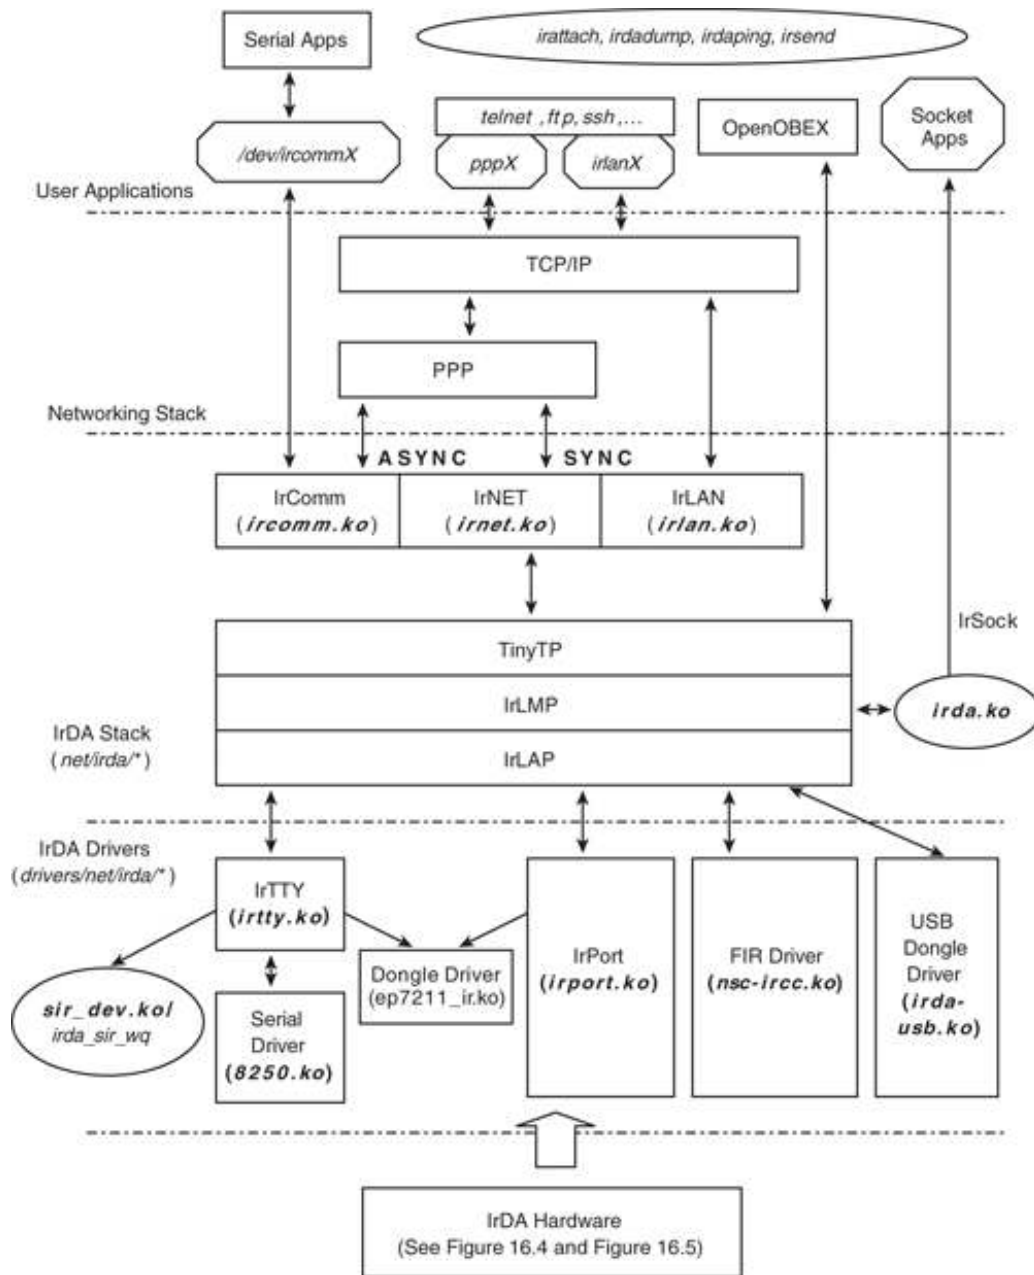 Serial Apps
irattach, irdadump, irdaping, irsend
/dev/ircommX
telnet ,ftp, ssh ,...
pppX
irlanX
OpenOBEX
Socket
Apps
User Applications
TCP/IP
PPP
Networking Stack
ASYNC
SYNC
IrComm
(ircomm.ko)
IrNET
(irnet.ko)
IrLAN
(irlan.ko)
IrSock
TinyTP
IrLMP
IrLAP
irda.ko
IrDA Stack
(net/irda/*)
IrDA Drivers
(drivers/net/irda/*)
IrTTY
(irtty.ko)
sir_dev.ko/
irda_sir_wq
Serial
Driver
(8250.ko)
Dongle Driver
(ep7211_ir.ko)
IrPort
(irport.ko)
FIR Driver
(nsc-ircc.ko)
USB
Dongle
Driver
(irda-
usb.ko)
IrDA Hardware
(See Figure 16.4 and Figure 16.5)